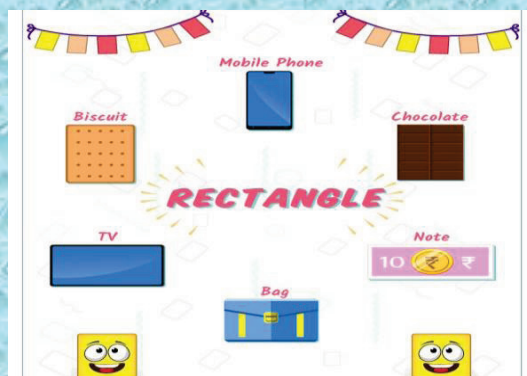 Mobile Phone
Biscuit
Chocolate
RECTANGLE
TV
Note
10 ₹ ₹
Bag